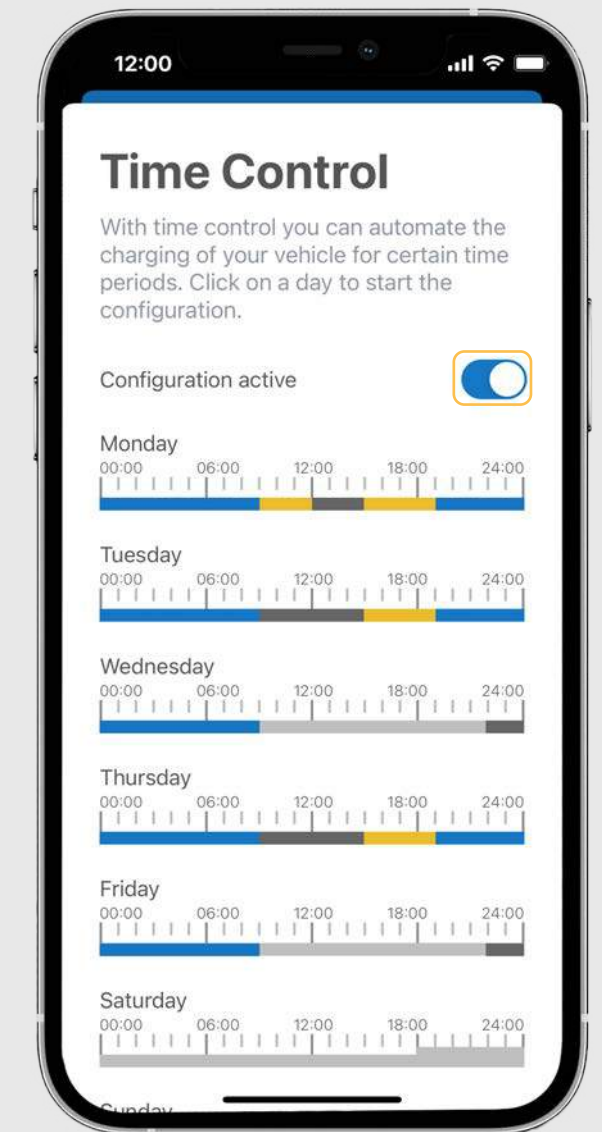 12:00
Time Control
With time control you can automate the
charging of your vehicle for certain time
periods. Click on a day to start the
configuration.
Configuration active
Monday
00:00 06:00 12:00 18:00 24:00
Tuesday
00:00 06:00 12:00 18:00 24:00
Wednesday
00:00 06:00 12:00 18:00 24:00
Thursday
00:00 06:00 12:00 18:00 24:00
Friday
00:00 06:00 12:00 18:00 24:00
Saturday
00:00 06:00 12:00 18:00 24:00
Sunday